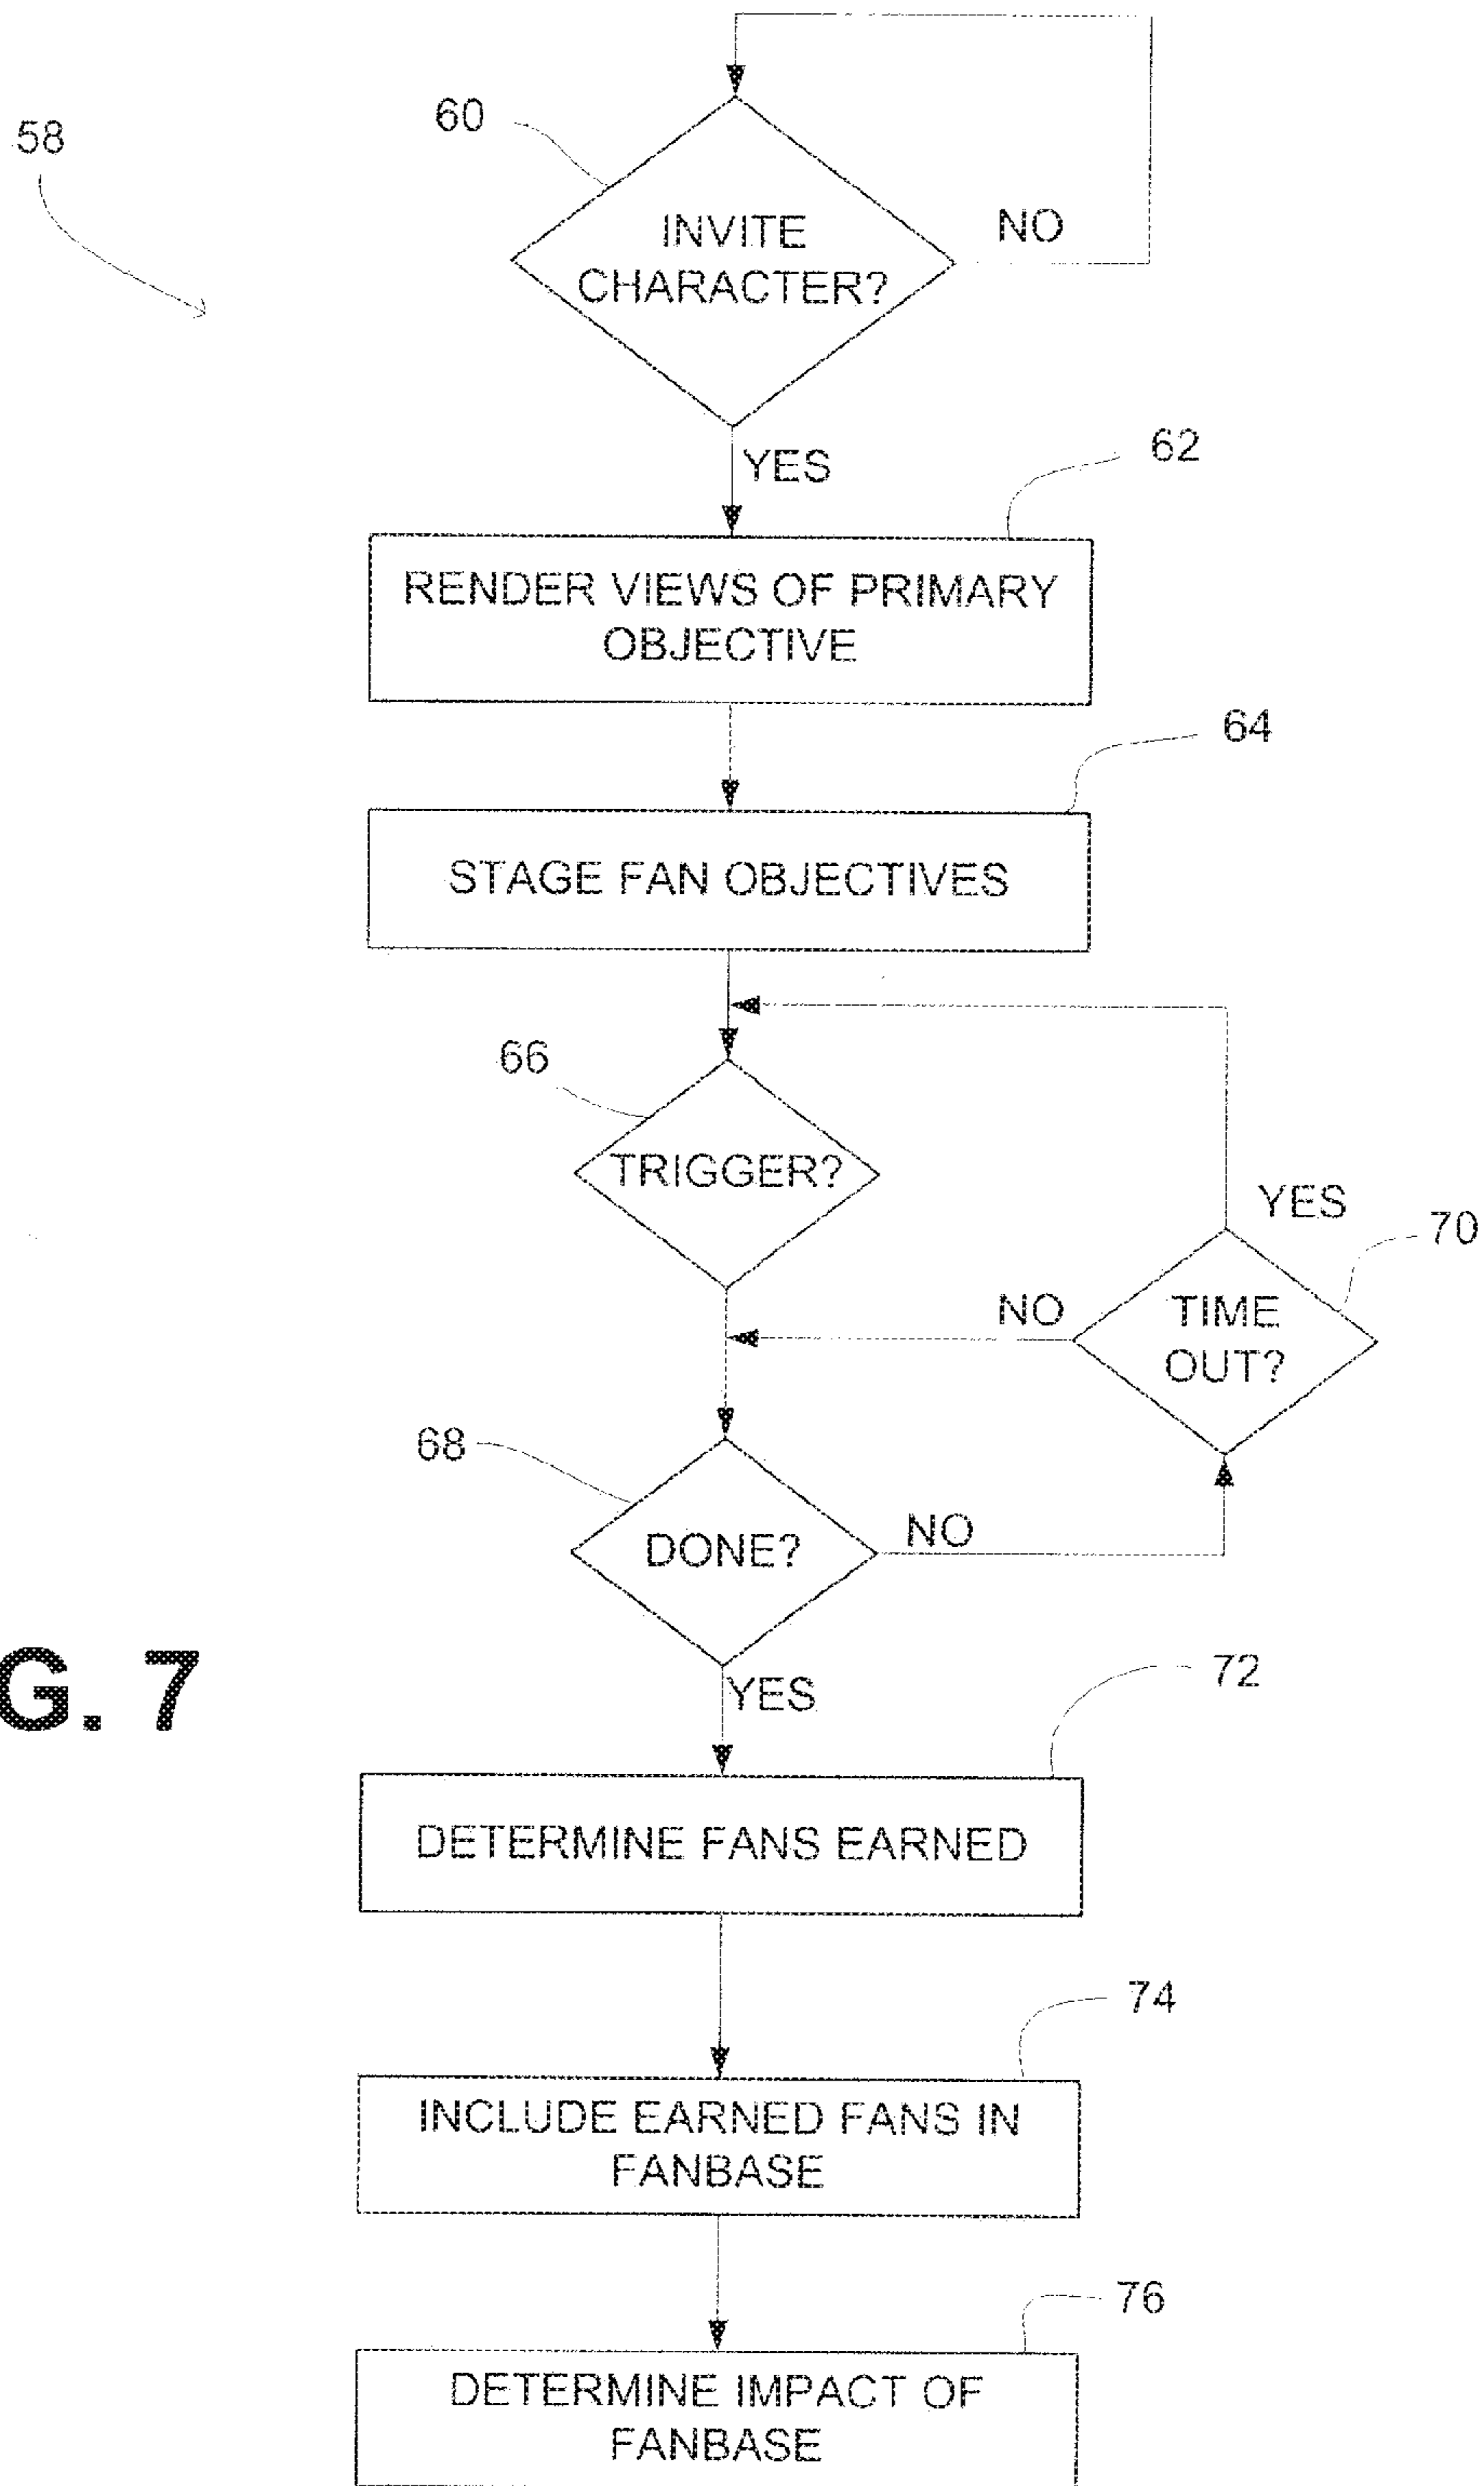 58
60
INVITE
CHARACTER?
NO
YES
62
RENDER VIEWS OF PRIMARY
OBJECTIVE
64
STAGE FAN OBJECTIVES
66
TRIGGER?
YES
70
NO
TIME
OUT?
68
DONE?
NO
YES
G. 7
72
DETERMINE FANS EARNED
74
INCLUDE EARNED FANS IN
FANBASE
76
DETERMINE IMPACT OF
FANBASE